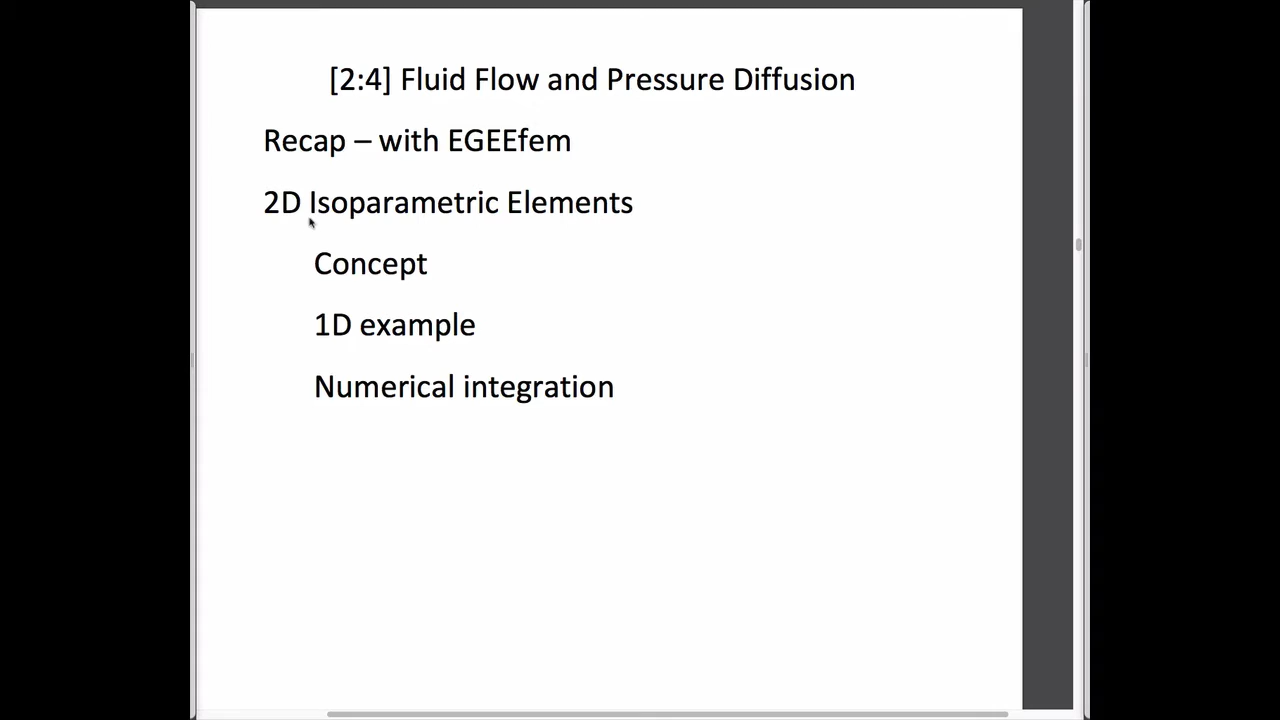 [2:4] Fluid Flow and Pressure Diffusion
Recap – with EGEEfem
2D Isoparametric Elements
Concept
1D example
Numerical integration